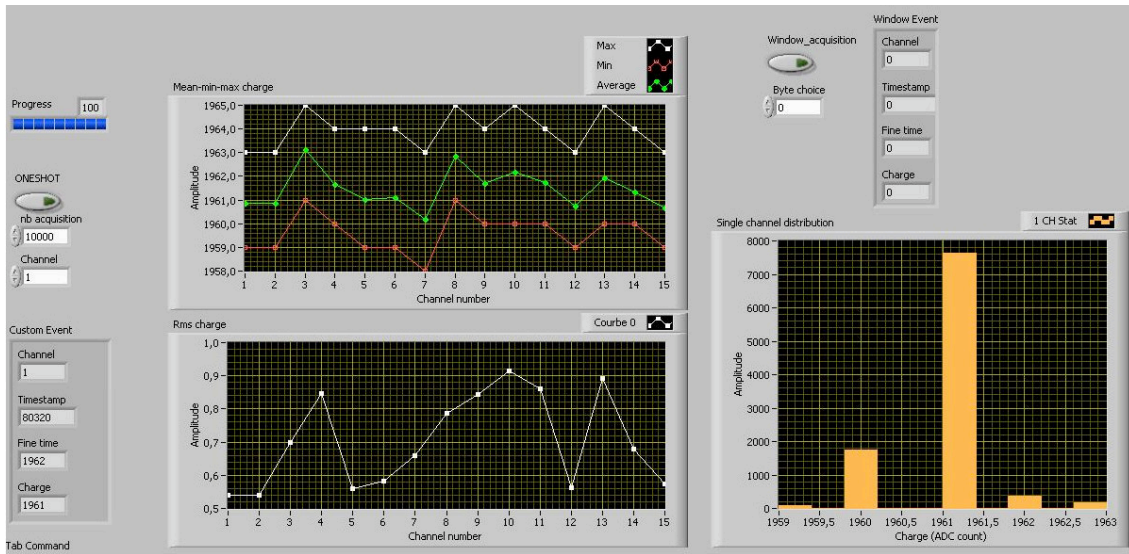 Progress 100
ONESHOT
nb acquisition
10000
Channel
1
Custom Event
Channel
1
Timestamp
80320
Fine time
1962
Charge
1961
Tab Command
Max
Min
Average
Mean-min-max charge
Amplitude
1965,0
1964,0
1963,0
1962,0
1961,0
1960,0
1959,0
1958,0
1 2 3 4 5 6 7 8 9 10 11 12 13 14 15
Channel number
Rms charge
Courbe 0
Amplitude
1,0
0,9
0,8
0,7
0,6
0,5
1 2 3 4 5 6 7 8 9 10 11 12 13 14 15
Channel number
Window_acquisition
Byte choice
0
Window Event
Channel
0
Timestamp
0
Fine time
0
Charge
0
Single channel distribution
1 CH Stat
Amplitude
8000
7000
6000
5000
4000
3000
2000
1000
0
1959 1959,5 1960 1960,5 1961 1961,5 1962 1962,5 1963
Charge (ADC count)